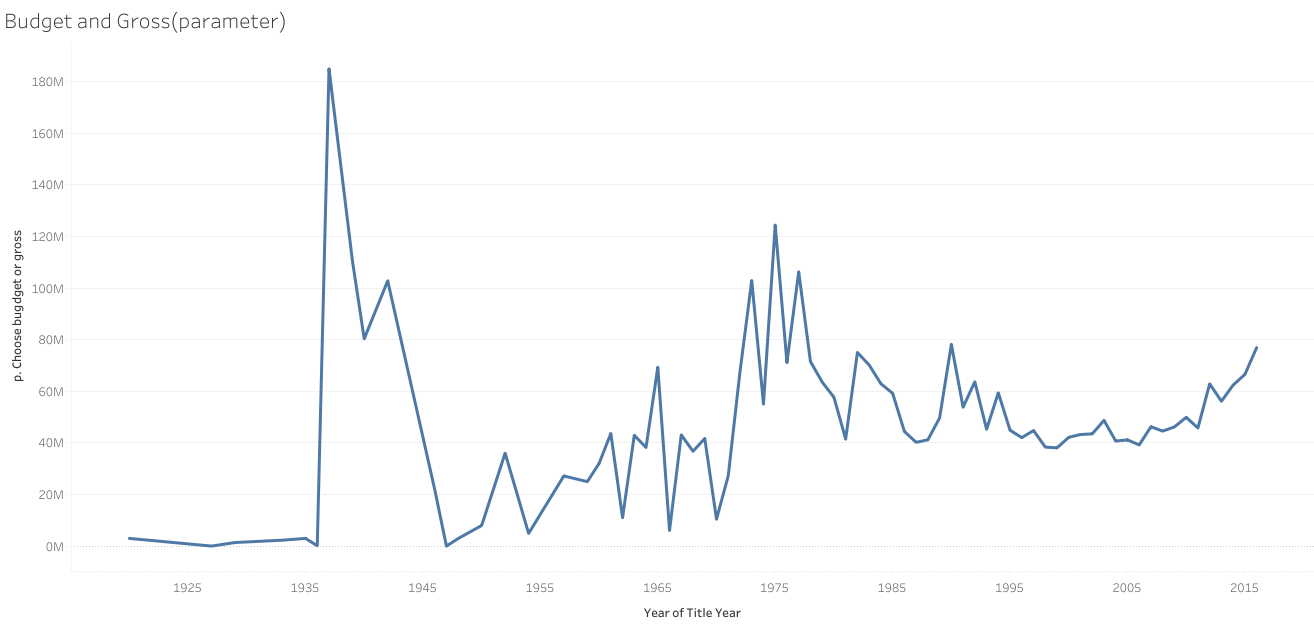 Budget and Gross(parameter)
p. Choose bugdget or gross
180M
160M
140M
120M
100M
80M
60M
40M
20M
0M
1925 1935 1945 1955 1965 1975 1985 1995 2005 2015
Year of Title Year